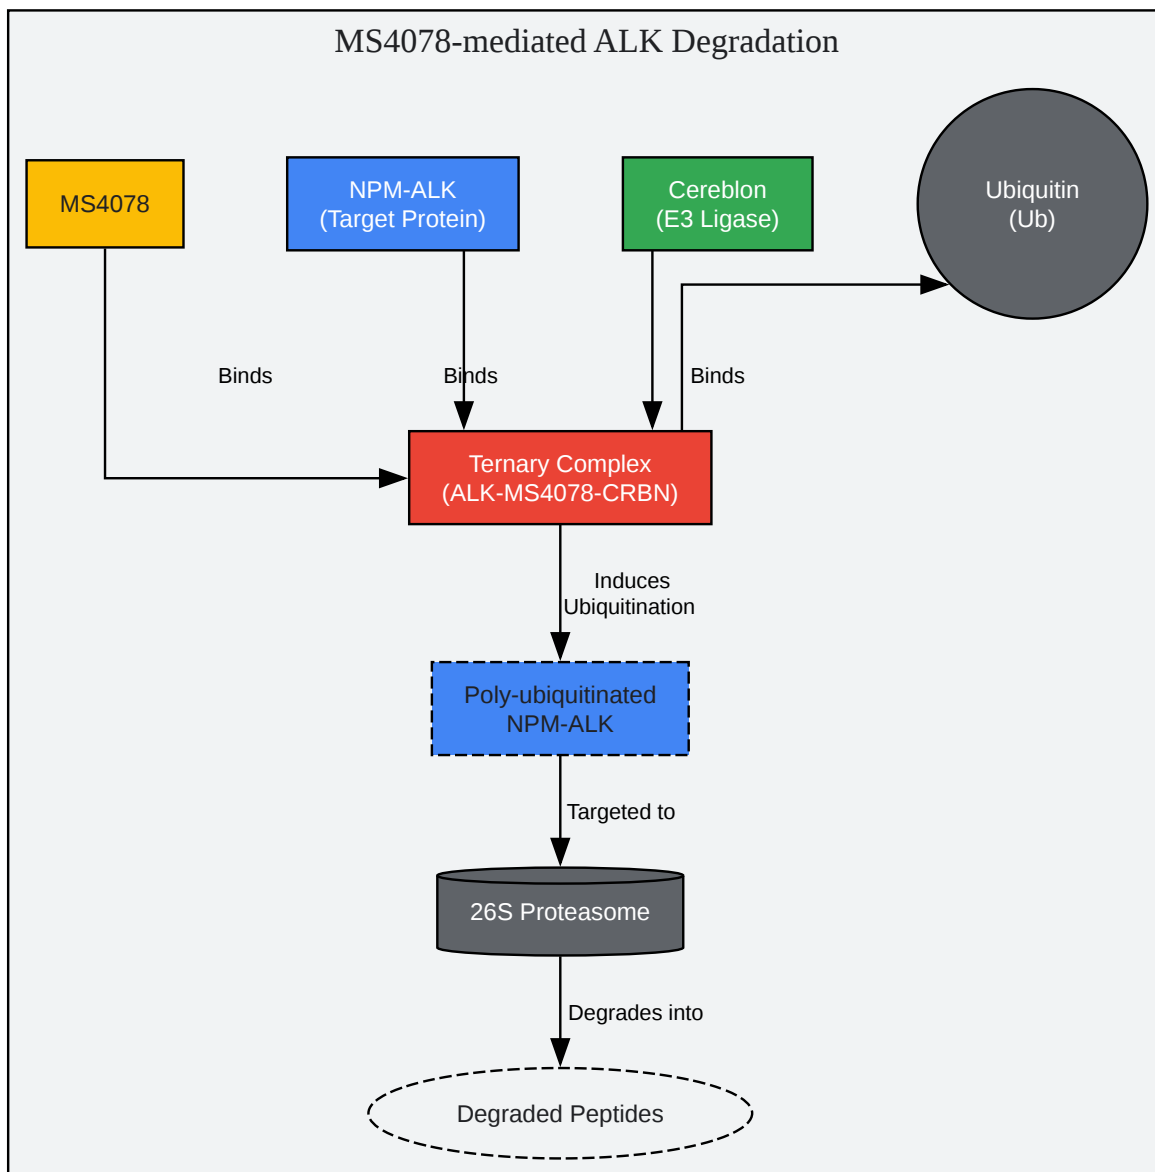 MS4078-mediated ALK Degradation
MS4078
NPM-ALK
(Target Protein)
Cereblon
(E3 Ligase)
Ubiquitin
(Ub)
Binds
Binds
Binds
Ternary Complex
(ALK-MS4078-CRBN)
Induces
Ubiquitination
Poly-ubiquitinated
NPM-ALK
Targeted to
26S Proteasome
Degrades into
Degraded Peptides